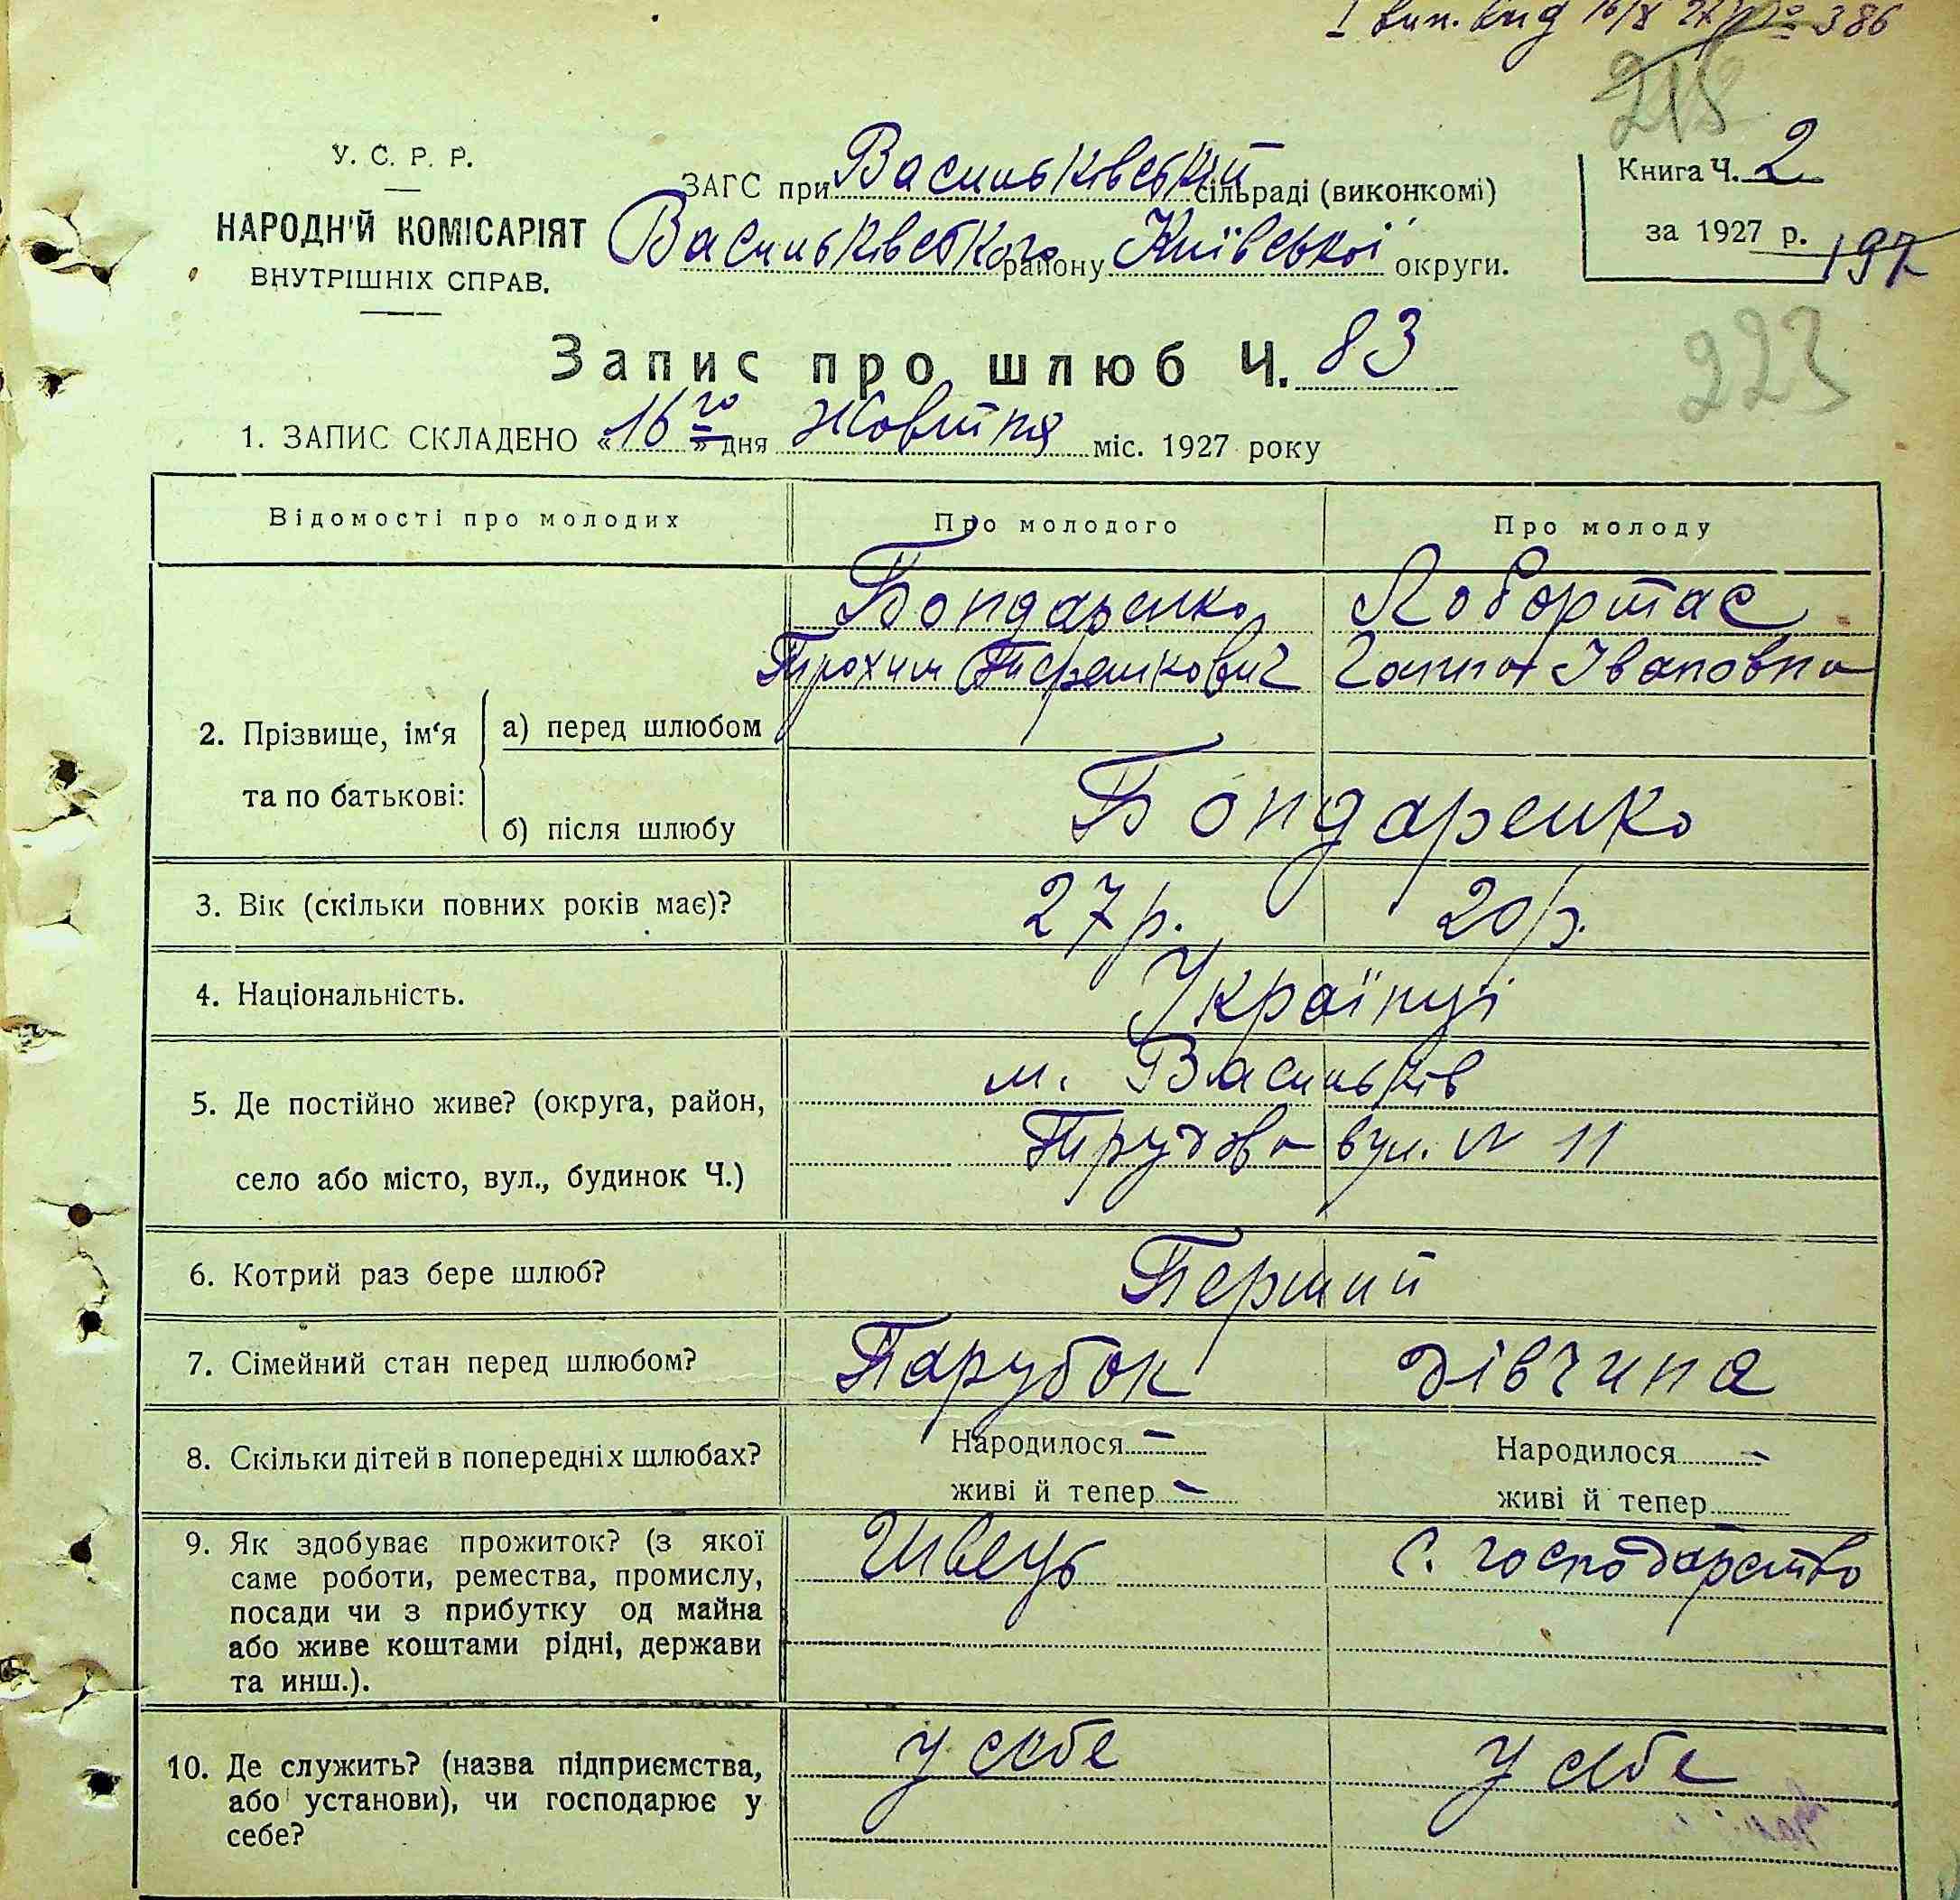 І вип. вид 16/X 27 р. № 386
218
У. С. Р. Р.
НАРОДНІЙ КОМІСАРІЯТ
ВНУТРІШНІХ СПРАВ.
ЗАГС при Васильківській сільраді (виконкомі)
Васильківського району Київської округи.
Книга Ч. 2
за 1927 р.
197
223
Запис про шлюб Ч. 83
1. ЗАПИС СКЛАДЕНО «16го» дня Жовтня міс. 1927 року
Відомості про молодих Про молодого Про молоду
Бондаренко Лобортас
Трохим Ганна Івановна
2. Прізвище, ім‘я та по батькові:
а) перед шлюбом
б) після шлюбу Бондаренко
3. Вік (скільки повних років має)? 27 р. 20 р.
4. Національність. Українці
5. Де постійно живе? (округа, район, м. Васильків
село або місто, вул., будинок Ч.) Трудова вул. № 11
6. Котрий раз бере шлюб? Перший
7. Сімейний стан перед шлюбом? Парубок дівчина
8. Скільки дітей в попередніх шлюбах? Народилося — Народилося —
живі й тепер — живі й тепер
9. Як здобуває прожиток? (з якої Швець с. господарство
саме роботи, ремества, промислу,
посади чи з прибутку од майна
або живе коштами рідні, держави
та инш.).
10. Де служить? (назва підприємства, у себе у себе
або установи), чи господарює у
себе?